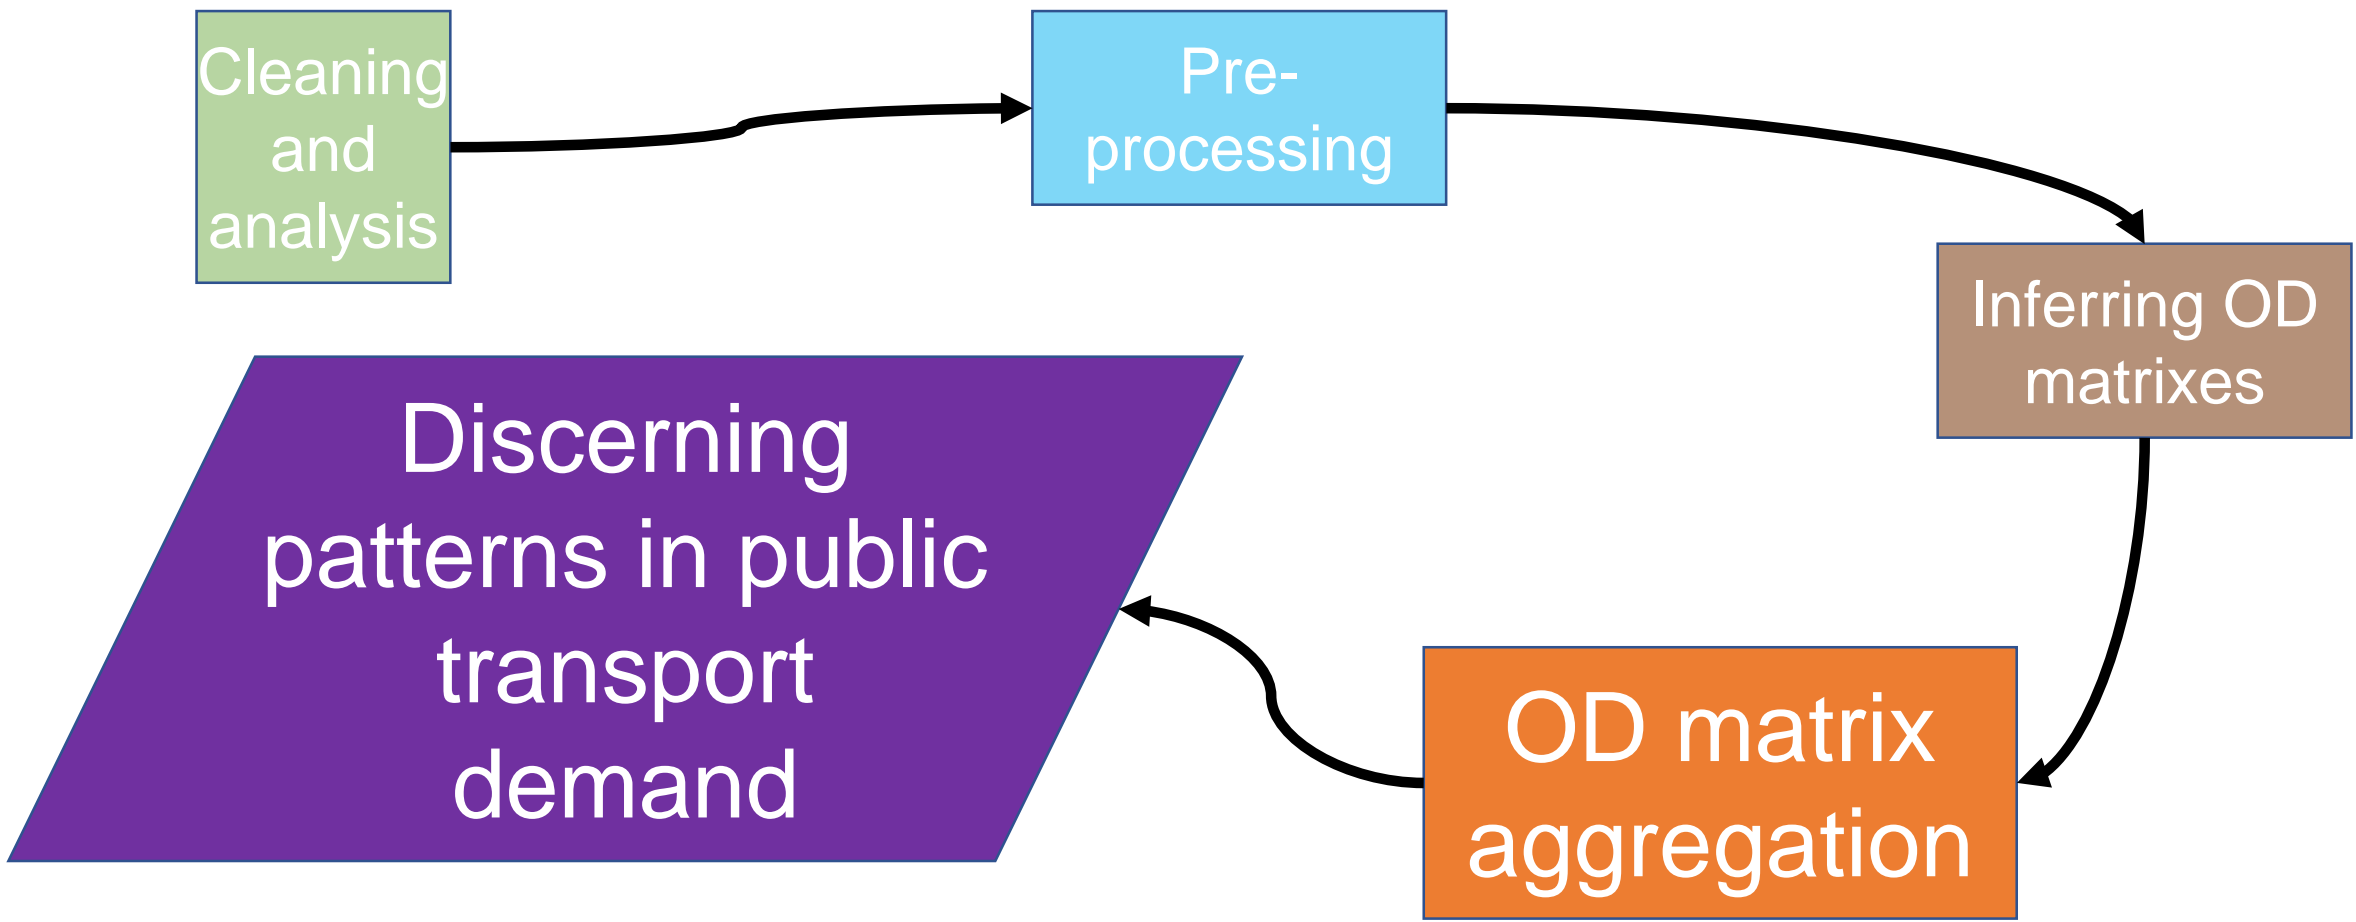 Cleaning
and
analysis
Pre-
processing
Inferring OD
matrixes
OD matrix
aggregation
Discerning
patterns in public
transport
demand